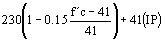 230(1 - 0.15 f´c - 41 / 41) + 41(IP)